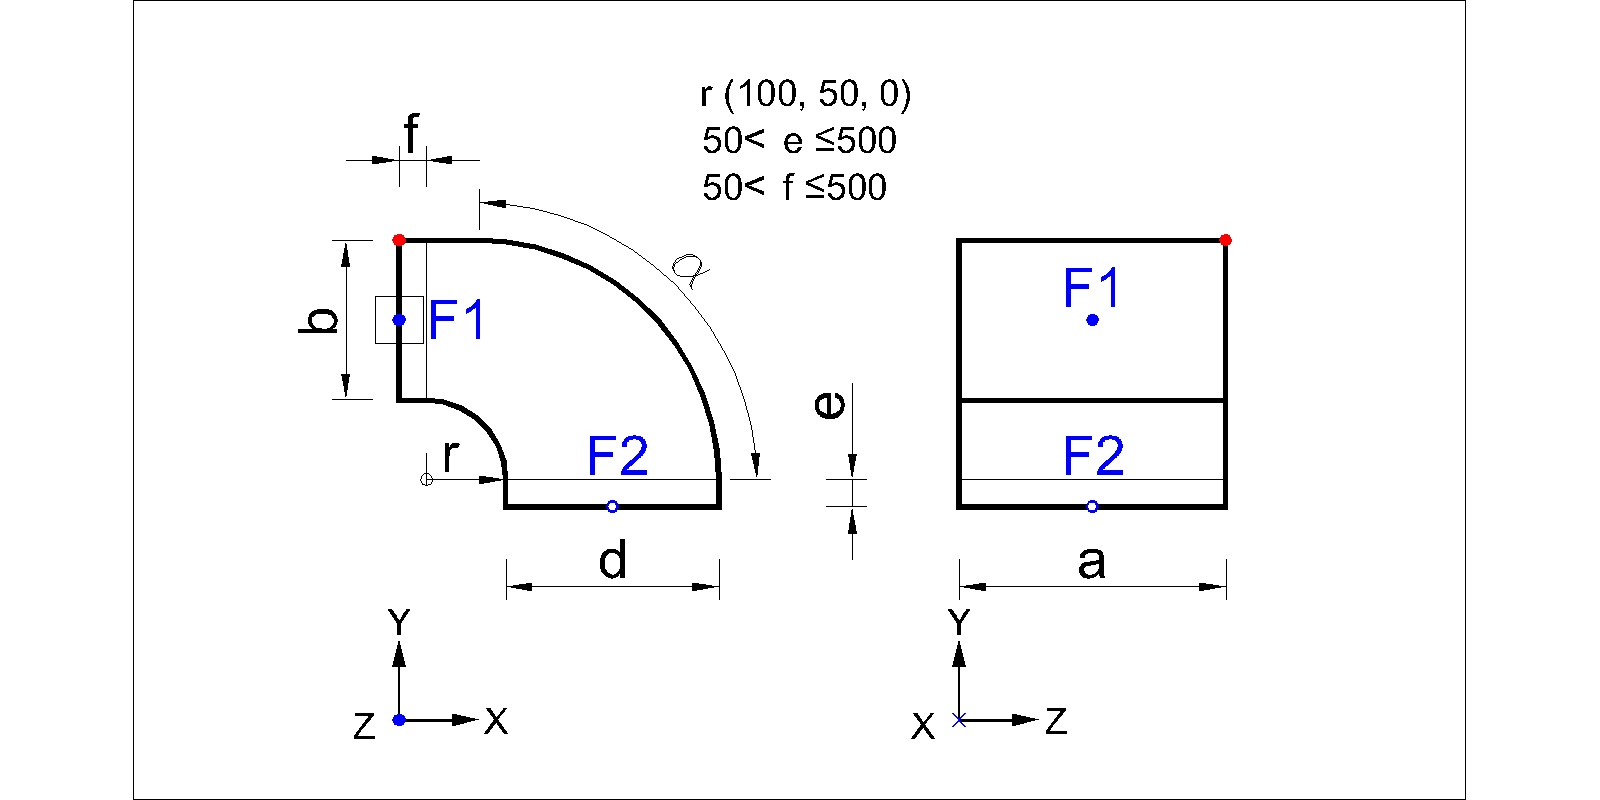 r (100, 50, 0)
50< e ≤500
50< f ≤500
f
α
b
F1
F1
e
r
F2
F2
d
a
Y
Y
Z
X
X
Z